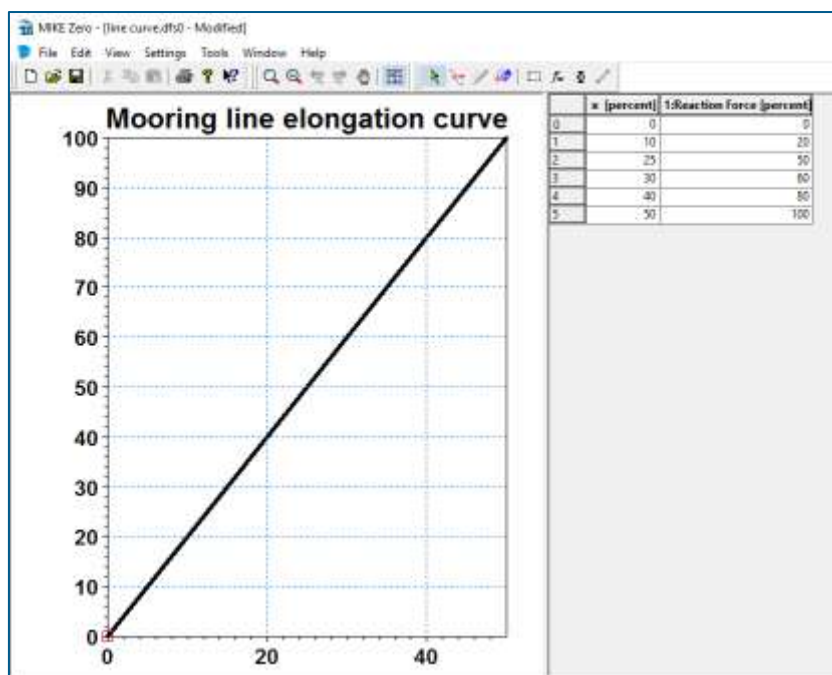 MIKE Zero - [line curve.dfs0 - Modified]
File Edit View Settings Tools Window Help
Mooring line elongation curve
100
90
80
70
60
50
40
30
20
10
0
0 20 40
x [percent] 1:Reaction Force [percent]
0 0 0
1 10 20
2 25 50
3 30 60
4 40 80
5 50 100